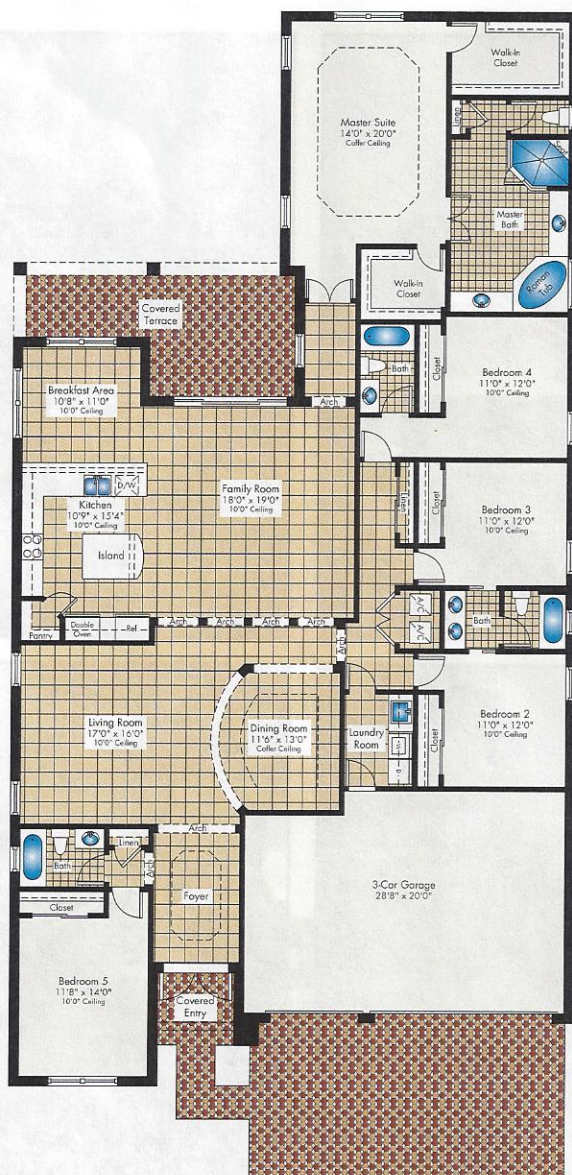 Walk-In
Closet
Master Suite
14'0" x 20'0"
Coffer Ceiling
Linen
Master
Bath
Roman
Tub
Walk-In
Closet
Covered
Terrace
Bath
Closet
Bedroom 4
11'0" x 12'0"
10'0" Ceiling
Breakfast Area
10'8" x 11'0"
10'0" Ceiling
Arch
D/W
Kitchen
10'9" x 15'4"
10'0" Ceiling
Family Room
18'0" x 19'0"
10'0" Ceiling
Linen
Closet
Bedroom 3
11'0" x 12'0"
10'0" Ceiling
Island
Pantry
Double
Oven
Ref.
Arch
Arch
Arch
Arch
Arch
A/C
A/C
Bath
Living Room
17'0" x 16'0"
10'0" Ceiling
Dining Room
11'6" x 13'0"
Coffer Ceiling
Laundry
Room
W
D
Closet
Bedroom 2
11'0" x 12'0"
10'0" Ceiling
Arch
Bath
Linen
Arch
Closet
Foyer
3-Car Garage
28'8" x 20'0"
Bedroom 5
11'8" x 14'0"
10'0" Ceiling
Covered
Entry